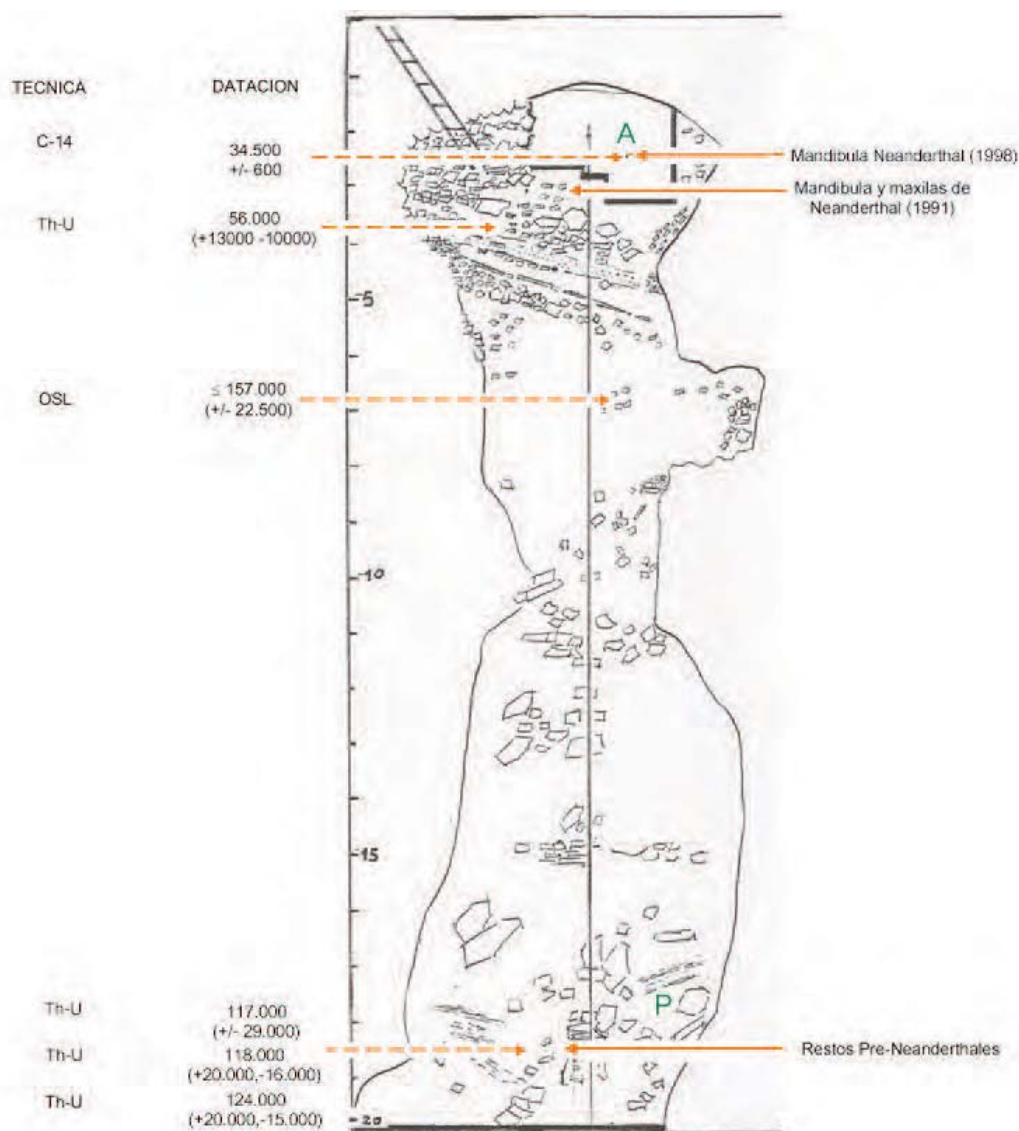 TECNICA DATACION
C-14
34.500
+/- 600
A
Mandibula Neanderthal (1998)
Mandibula y maxilas de
Neanderthal (1991)
Th-U
56.000
(+13000 -10000)
-5
OSL
≤ 157.000
(+/- 22.500)
-10
-15
P
Th-U
117.000
(+/- 29.000)
Th-U
118.000
(+20.000,-16.000)
Restos Pre-Neanderthales
Th-U
124.000
(+20.000,-15.000)
-20